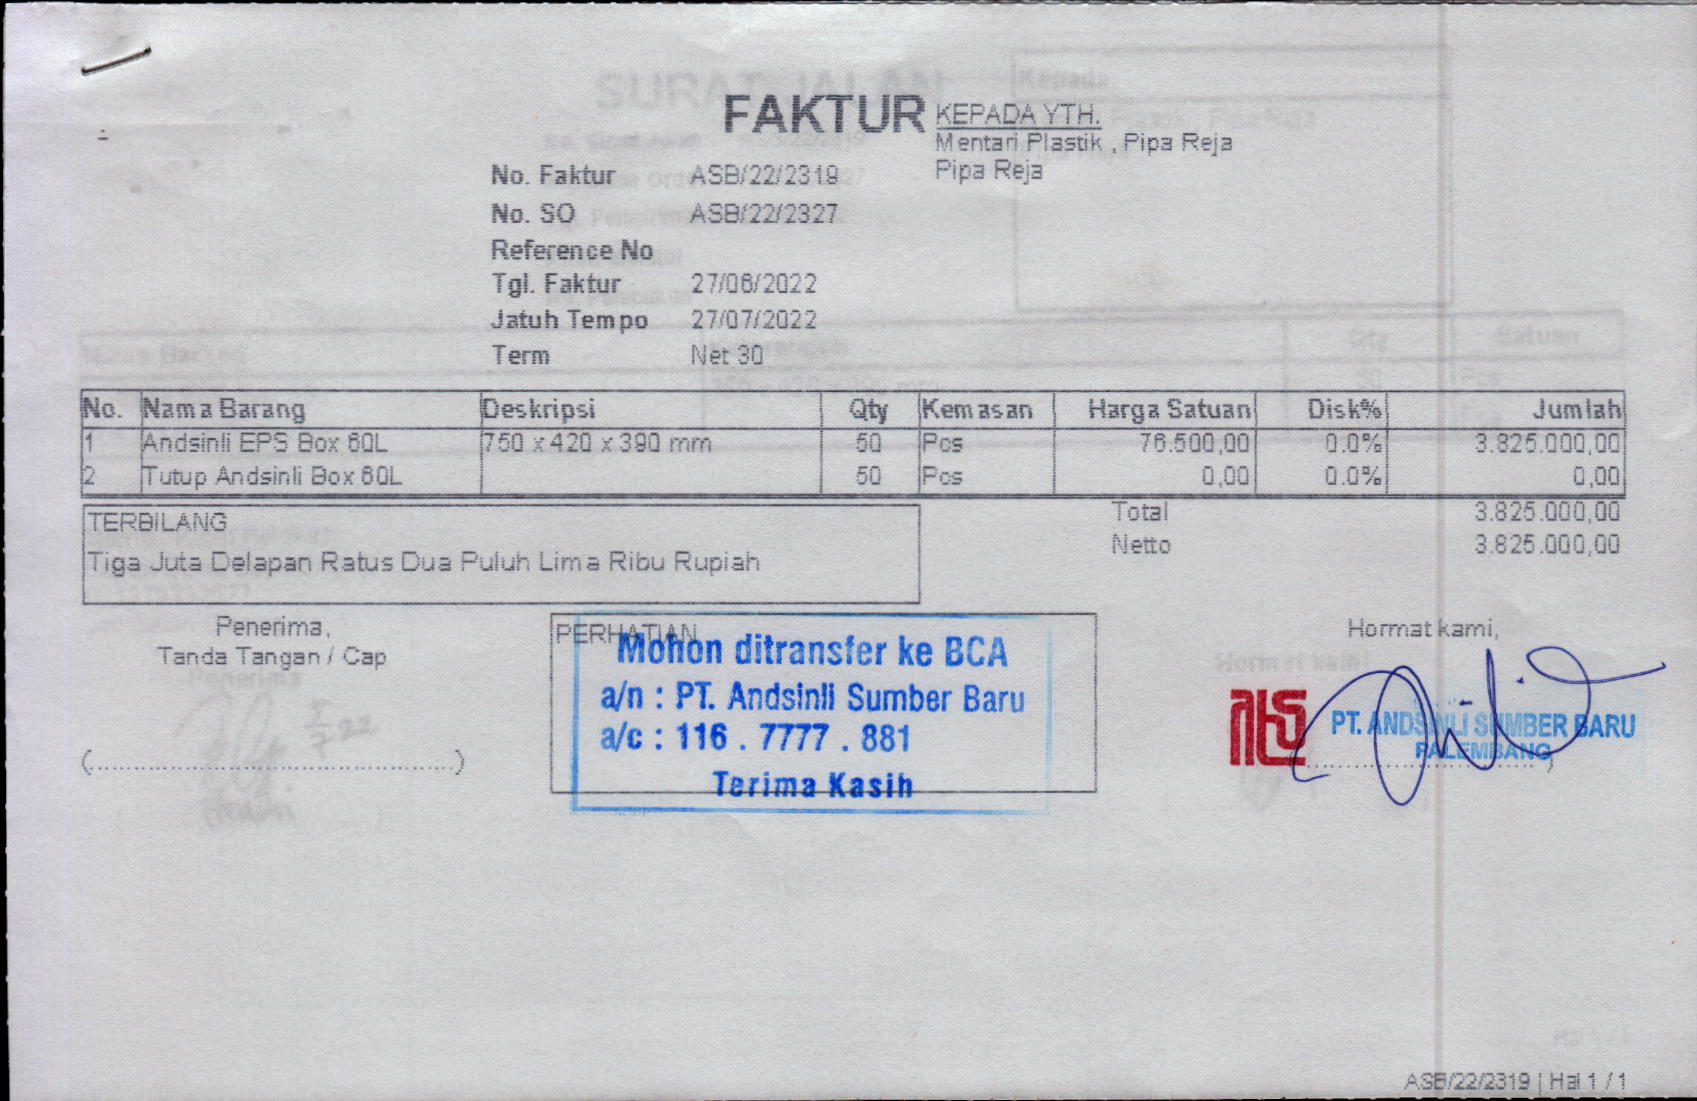 FAKTUR
KEPADA YTH.
Mentari Plastik , Pipa Reja
Pipa Reja
No. Faktur ASB/22/2319
No. SO ASB/22/2327
Reference No
Tgl. Faktur 27/06/2022
Jatuh Tempo 27/07/2022
Term Net 30
No. Nama Barang Deskripsi Qty Kemasan Harga Satuan Disk% Jumlah
1 Andsinli EPS Box 60L 750 x 420 x 390 mm 50 Pcs 76.500,00 0.0% 3.825.000,00
2 Tutup Andsinli Box 60L 50 Pcs 0,00 0.0% 0,00
Total 3.825.000,00
Netto 3.825.000,00
TERBILANG
Tiga Juta Delapan Ratus Dua Puluh Lima Ribu Rupiah
Penerima,
Tanda Tangan / Cap
(....................................................)
PERHATIAN
Mohon ditransfer ke BCA
a/n : PT. Andsinli Sumber Baru
a/c : 116 . 7777 . 881
Terima Kasih
Hormat kami,
PT. ANDSINLI SUMBER BARU
PALEMBANG
ASB/22/2319 | Hal 1 / 1